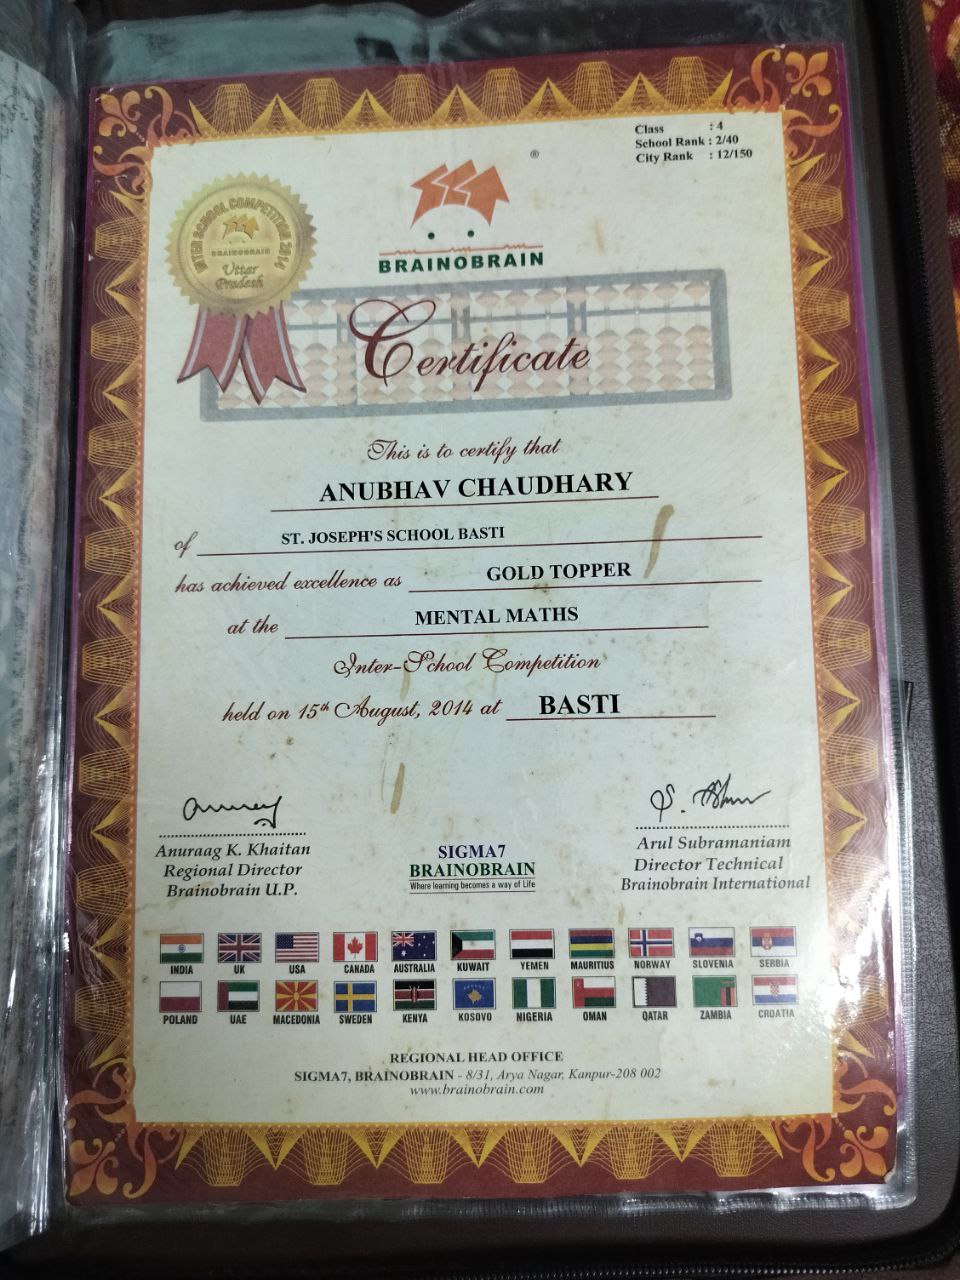 Class : 4
School Rank : 2/40
City Rank : 12/150
®
INTER SCHOOL COMPETITION 2014
BRAINOBRAIN
Uttar
Pradesh
BRAINOBRAIN
Certificate
This is to certify that
ANUBHAV CHAUDHARY
of ST. JOSEPH'S SCHOOL BASTI
has achieved excellence as GOLD TOPPER
at the MENTAL MATHS
Inter-School Competition
held on 15th August, 2014 at BASTI
Anuraag K. Khaitan
Regional Director
Brainobrain U.P.
SIGMA7
BRAINOBRAIN
Where learning becomes a way of Life
Arul Subramaniam
Director Technical
Brainobrain International
INDIA UK USA CANADA AUSTRALIA KUWAIT YEMEN MAURITIUS NORWAY SLOVENIA SERBIA
POLAND UAE MACEDONIA SWEDEN KENYA KOSOVO NIGERIA OMAN QATAR ZAMBIA CROATIA
REGIONAL HEAD OFFICE
SIGMA7, BRAINOBRAIN - 8/31, Arya Nagar, Kanpur-208 002
www.brainobrain.com